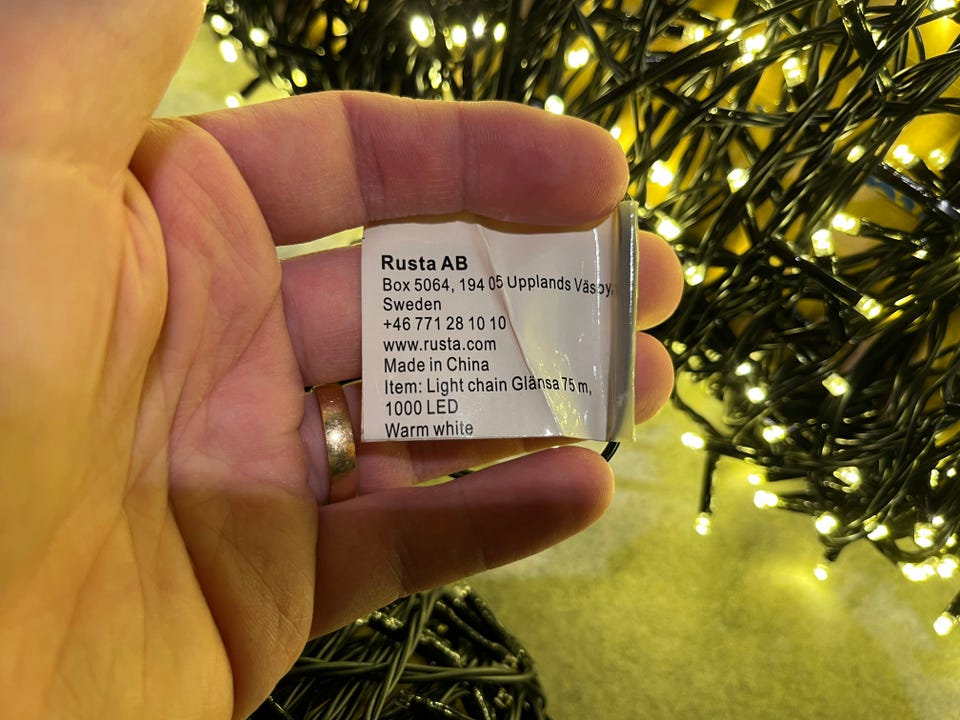 Rusta AB
Box 5064, 194 05 Upplands Väsby,
Sweden
+46 771 28 10 10
www.rusta.com
Made in China
Item: Light chain Glänsa 75 m,
1000 LED
Warm white